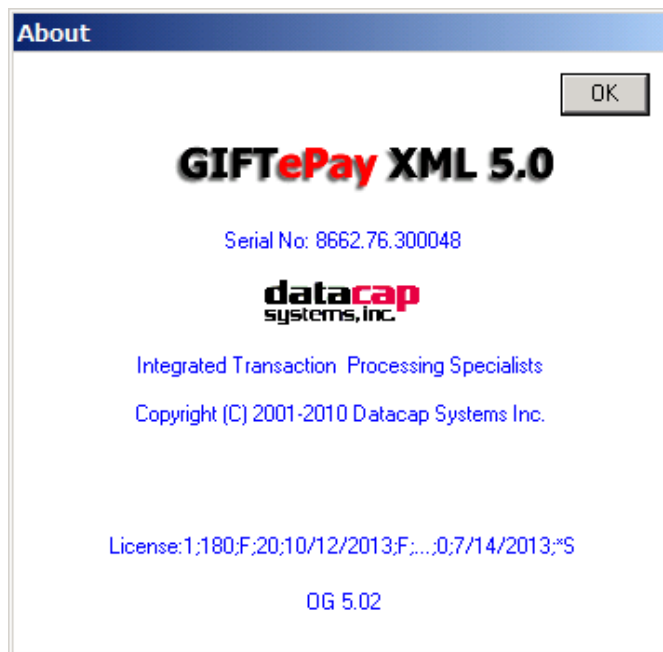 About
OK
GIFTePay XML 5.0
Serial No: 8662.76.300048
datacap
systems, inc.
Integrated Transaction  Processing Specialists
Copyright (C) 2001-2010 Datacap Systems Inc.
License:1;180;F;20;10/12/2013;F;...;0;7/14/2013;*S
OG 5.02